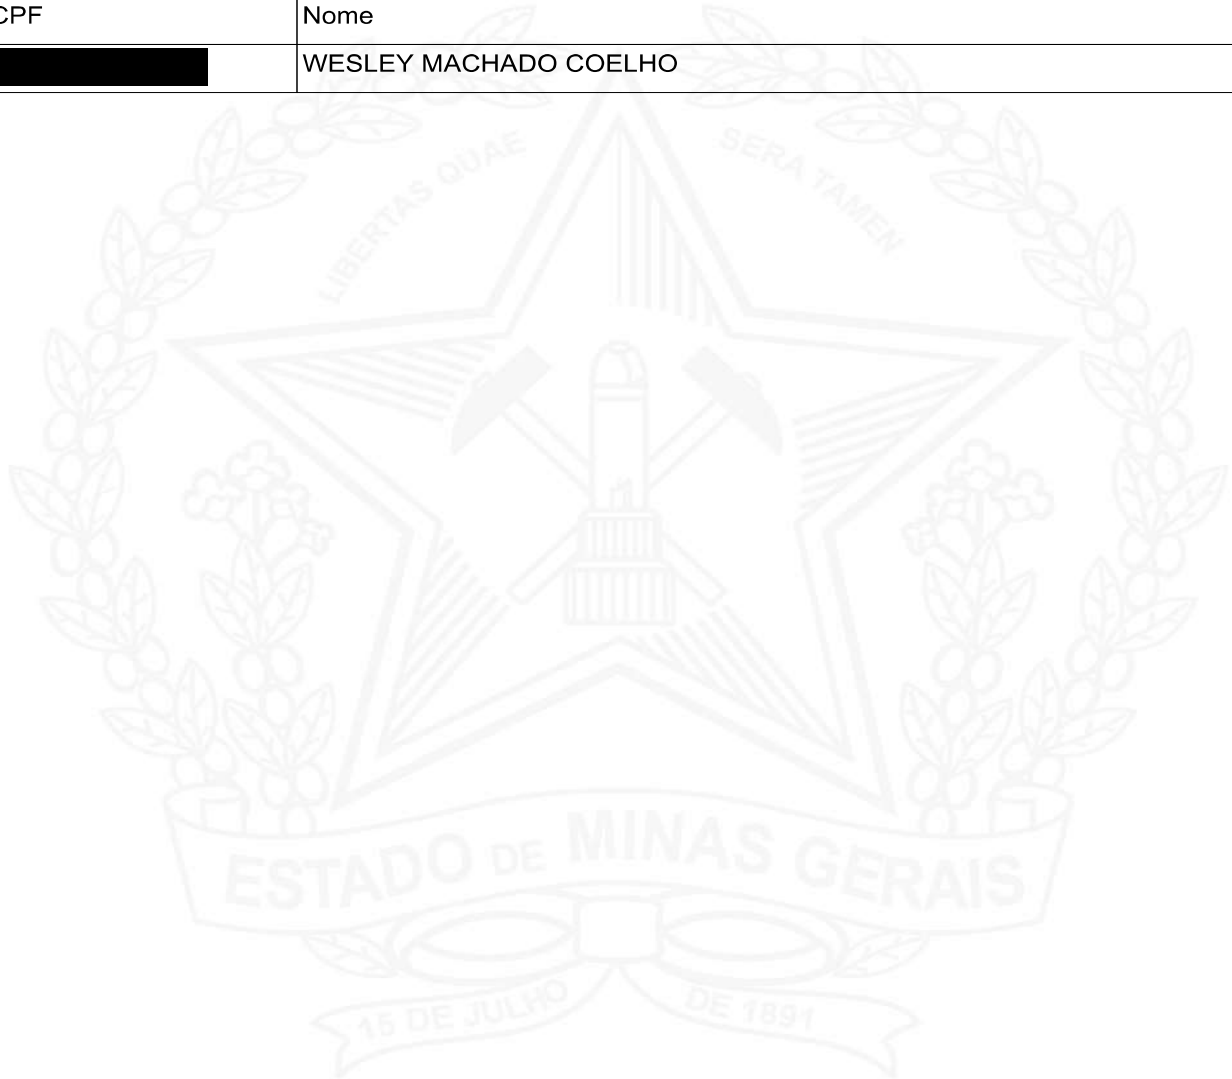 CPF Nome
WESLEY MACHADO COELHO
LIBERTAS QUAE SERA TAMEN
ESTADO DE MINAS GERAIS
15 DE JULHO DE 1891